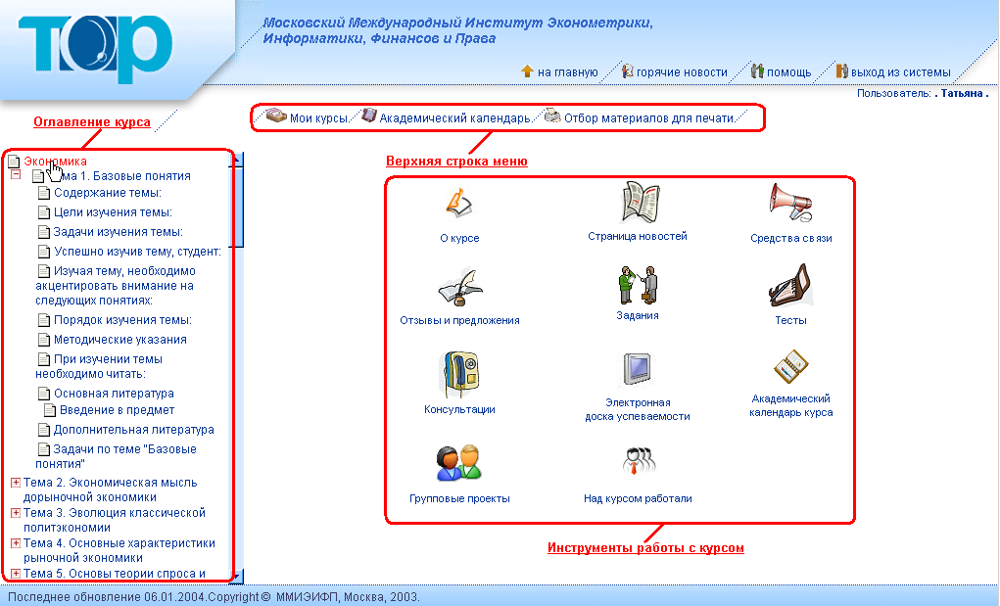 тор
Московский Международный Институт Эконометрики,
Информатики, Финансов и Права
на главную горячие новости помощь выход из системы
Пользователь: . Татьяна .
Оглавление курса
Мои курсы. Академический календарь. Отбор материалов для печати.
Верхняя строка меню
Экономика
ма 1. Базовые понятия
Содержание темы:
Цели изучения темы:
Задачи изучения темы:
Успешно изучив тему, студент:
Изучая тему, необходимо
акцентировать внимание на
следующих понятиях:
Порядок изучения темы:
Методические указания
При изучении темы
необходимо читать:
Основная литература
Введение в предмет
Дополнительная литература
Задачи по теме "Базовые
понятия"
Тема 2. Экономическая мысль
дорыночной экономики
Тема 3. Эволюция классической
политэкономии
Тема 4. Основные характеристики
рыночной экономики
Тема 5. Основы теории спроса и
О курсе
Страница новостей
Средства связи
Отзывы и предложения
Задания
Тесты
Консультации
Электронная
доска успеваемости
Академический
календарь курса
Групповые проекты
Над курсом работали
Инструменты работы с курсом
Последнее обновление 06.01.2004.Copyright © ММИЭИФП, Москва, 2003.